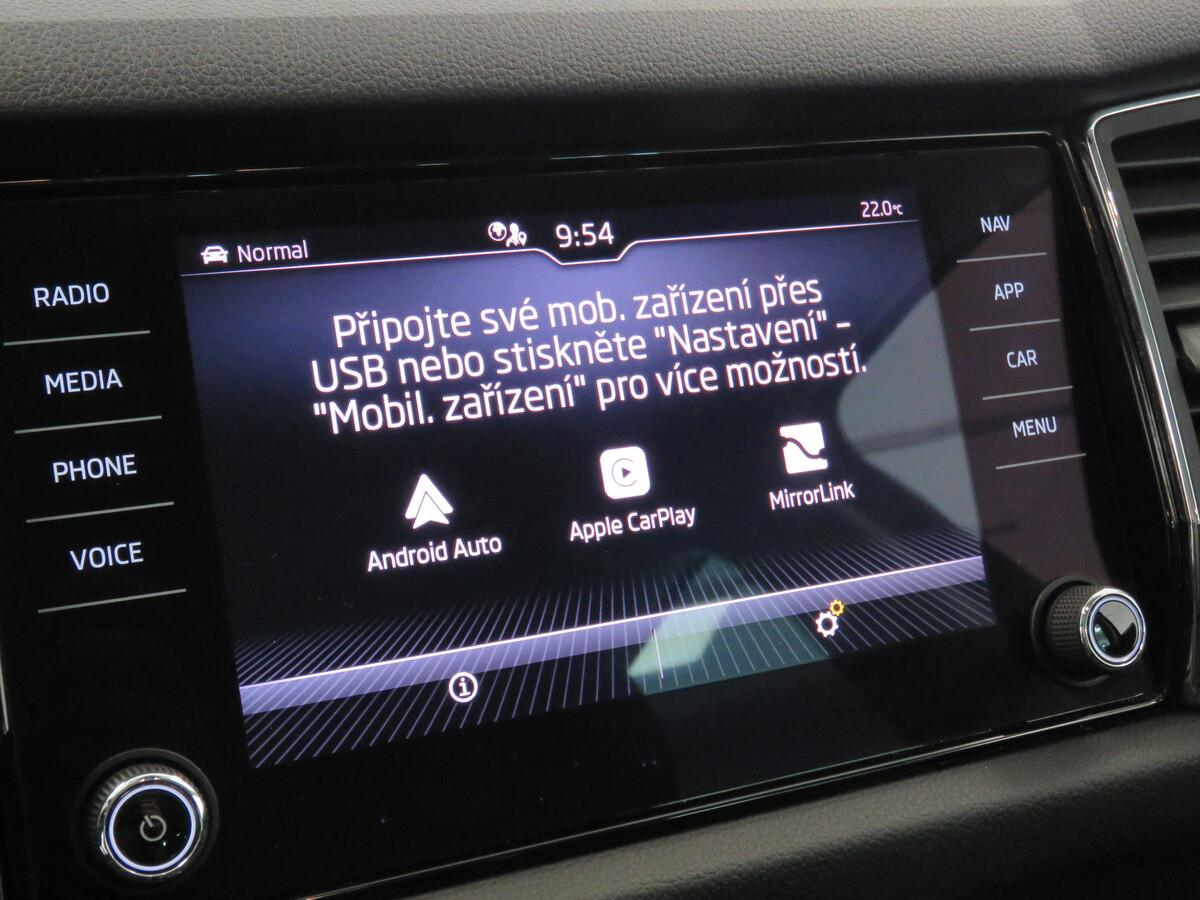 Normal
9:54
22.0°C
RADIO
MEDIA
PHONE
VOICE
Připojte své mob. zařízení přes
USB nebo stiskněte "Nastavení" -
"Mobil. zařízení" pro více možností.
Android Auto
Apple CarPlay
MirrorLink
NAV
APP
CAR
MENU